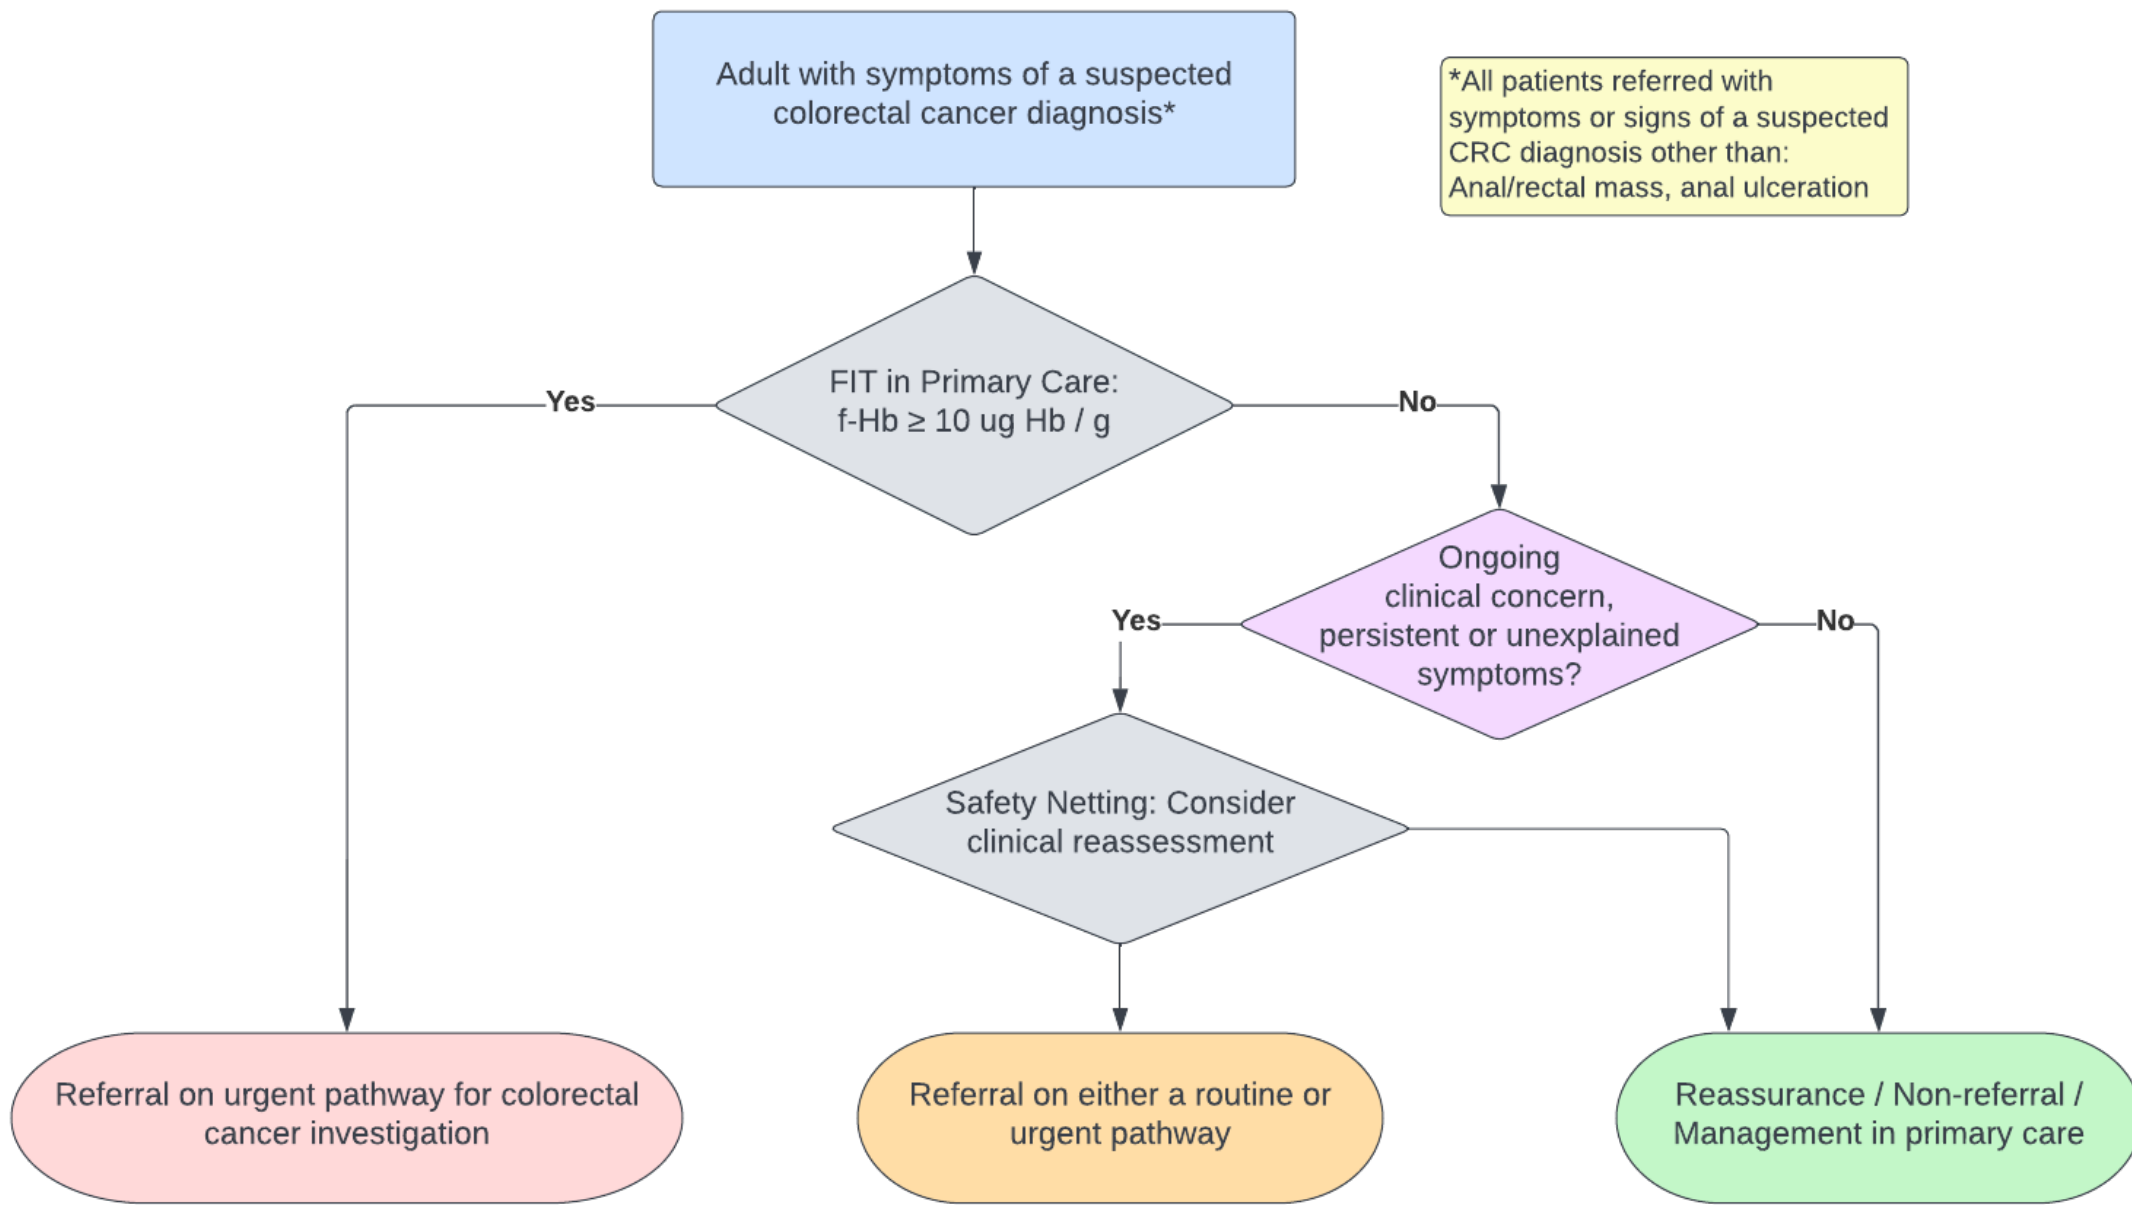 Adult with symptoms of a suspected
colorectal cancer diagnosis*
*All patients referred with
symptoms or signs of a suspected
CRC diagnosis other than:
Anal/rectal mass, anal ulceration
FIT in Primary Care:
f-Hb ≥ 10 ug Hb / g
Yes
No
Ongoing
clinical concern,
persistent or unexplained
symptoms?
Yes
No
Safety Netting: Consider
clinical reassessment
Referral on urgent pathway for colorectal
cancer investigation
Referral on either a routine or
urgent pathway
Reassurance / Non-referral /
Management in primary care